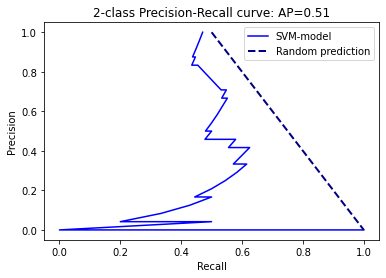 2-class Precision-Recall curve: AP=0.51
SVM-model
Random prediction
1.0
0.8
0.6
0.4
0.2
0.0
Precision
0.0 0.2 0.4 0.6 0.8 1.0
Recall